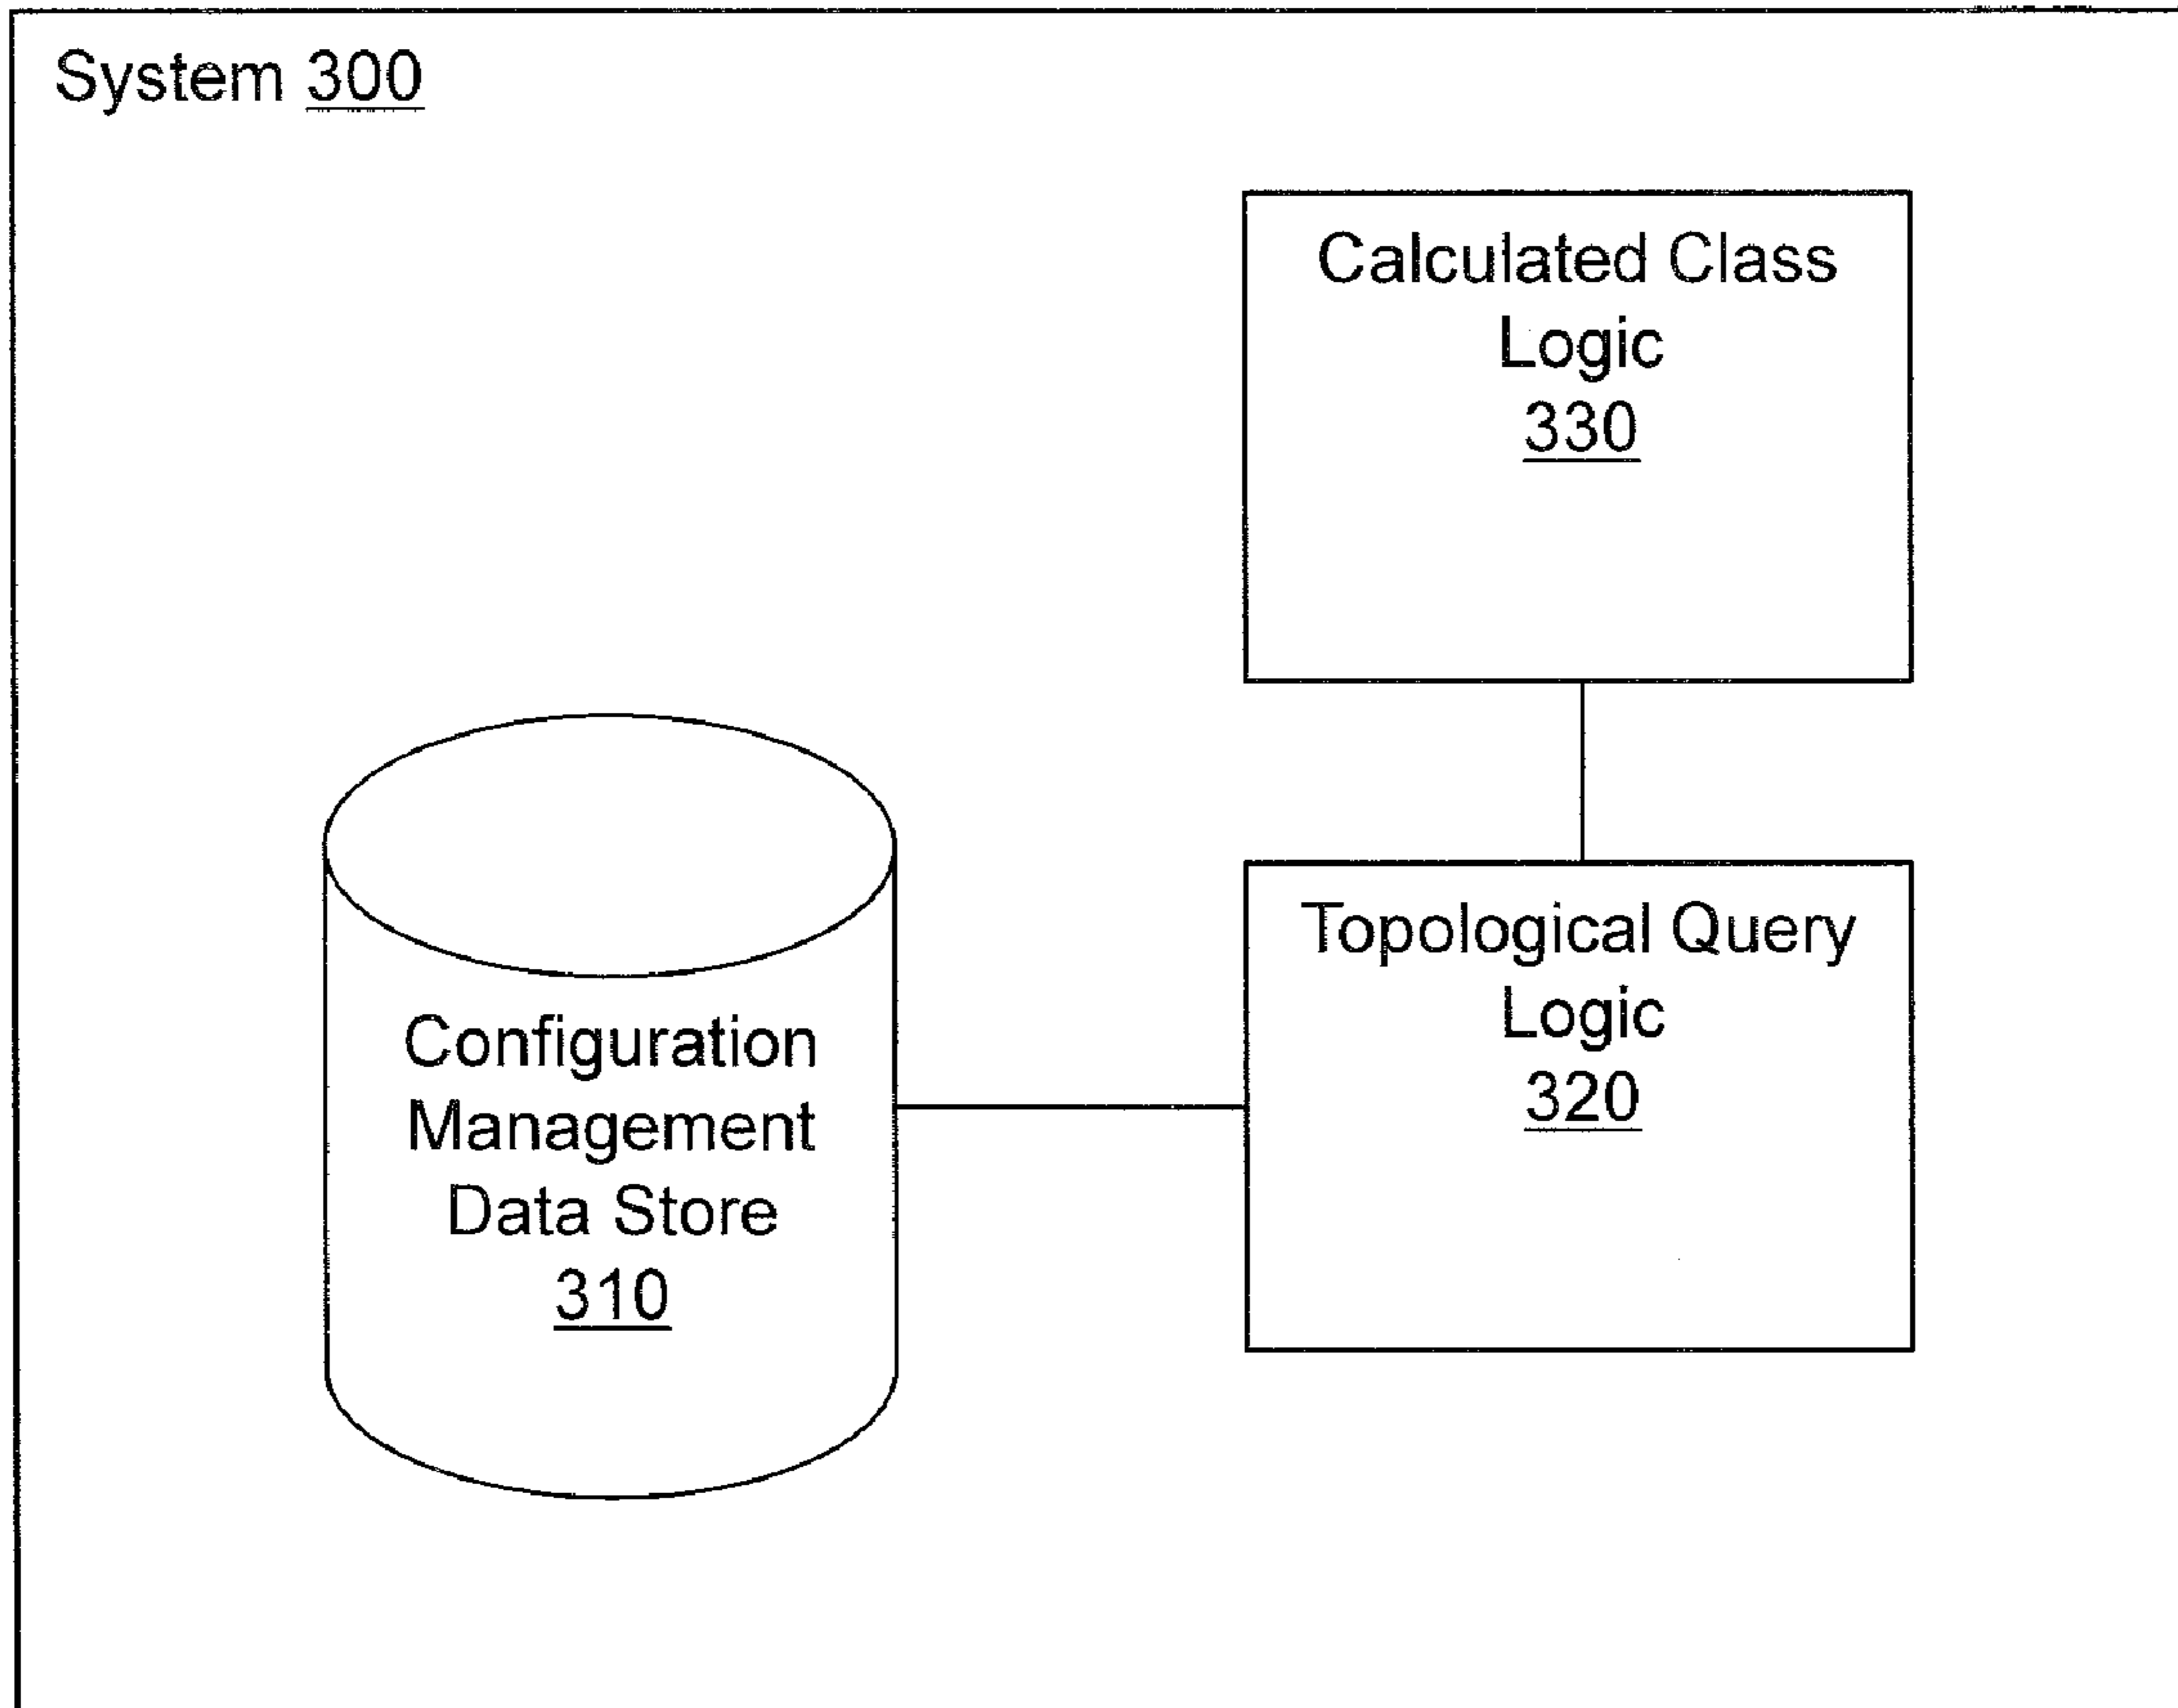 System 300
Calculated Class
Logic
330
Topological Query
Logic
320
Configuration
Management
Data Store
310